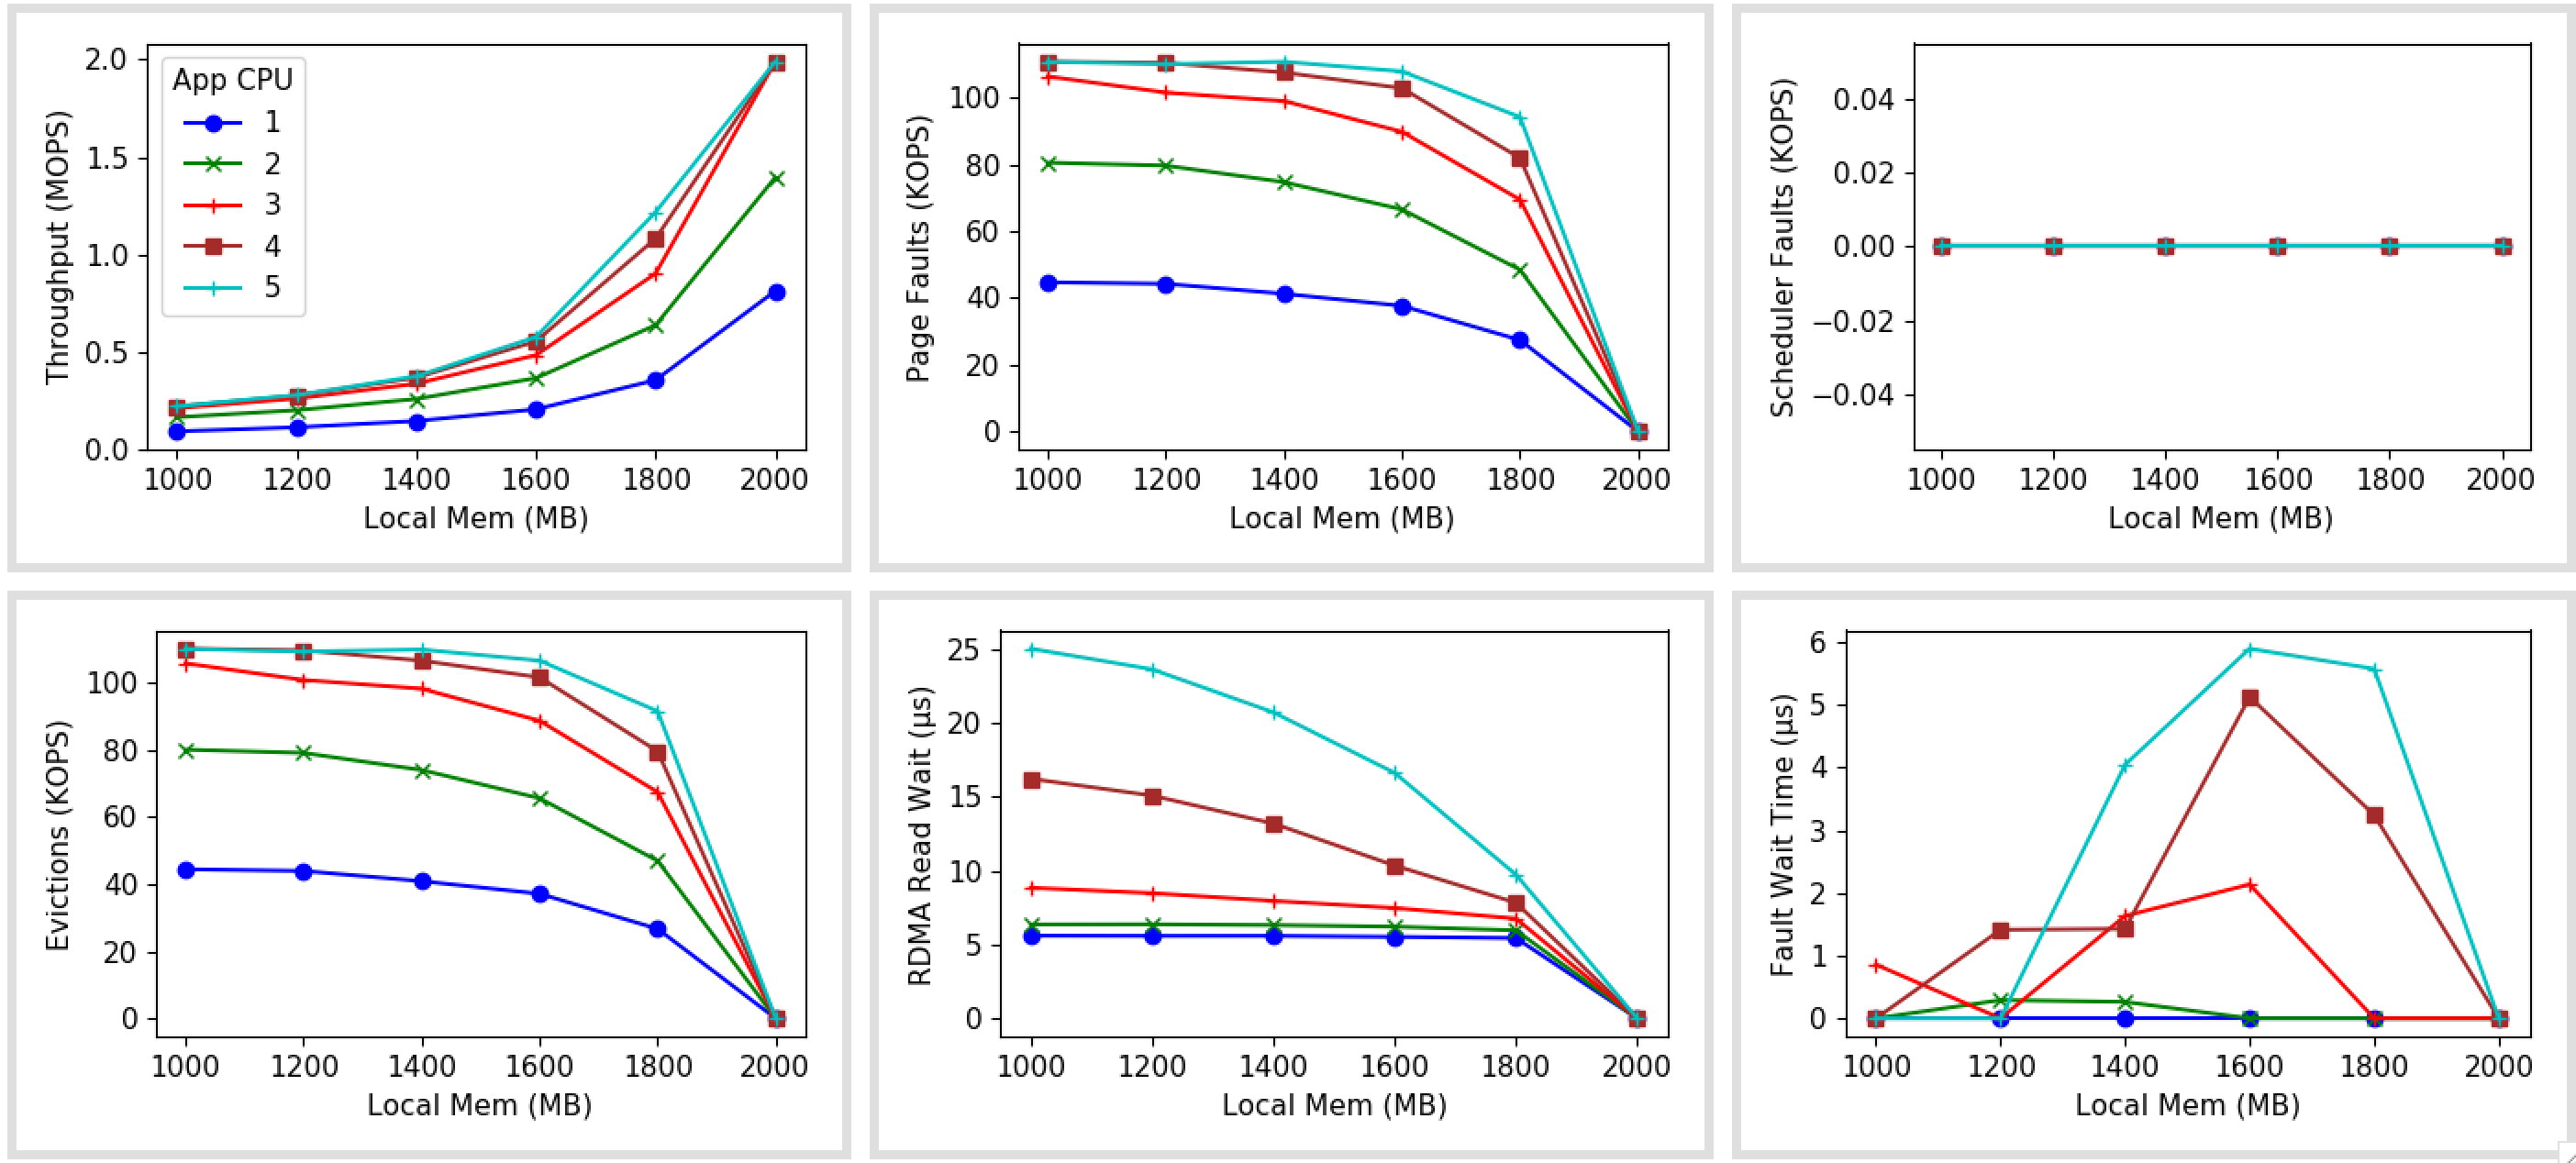 Throughput (MOPS)
2.0
1.5
1.0
0.5
0.0
App CPU
1
2
3
4
5
1000 1200 1400 1600 1800 2000
Local Mem (MB)
Page Faults (KOPS)
100
80
60
40
20
0
1000 1200 1400 1600 1800 2000
Local Mem (MB)
Scheduler Faults (KOPS)
0.04
0.02
0.00
−0.02
−0.04
1000 1200 1400 1600 1800 2000
Local Mem (MB)
Evictions (KOPS)
100
80
60
40
20
0
1000 1200 1400 1600 1800 2000
Local Mem (MB)
RDMA Read Wait (µs)
25
20
15
10
5
0
1000 1200 1400 1600 1800 2000
Local Mem (MB)
Fault Wait Time (µs)
6
5
4
3
2
1
0
1000 1200 1400 1600 1800 2000
Local Mem (MB)